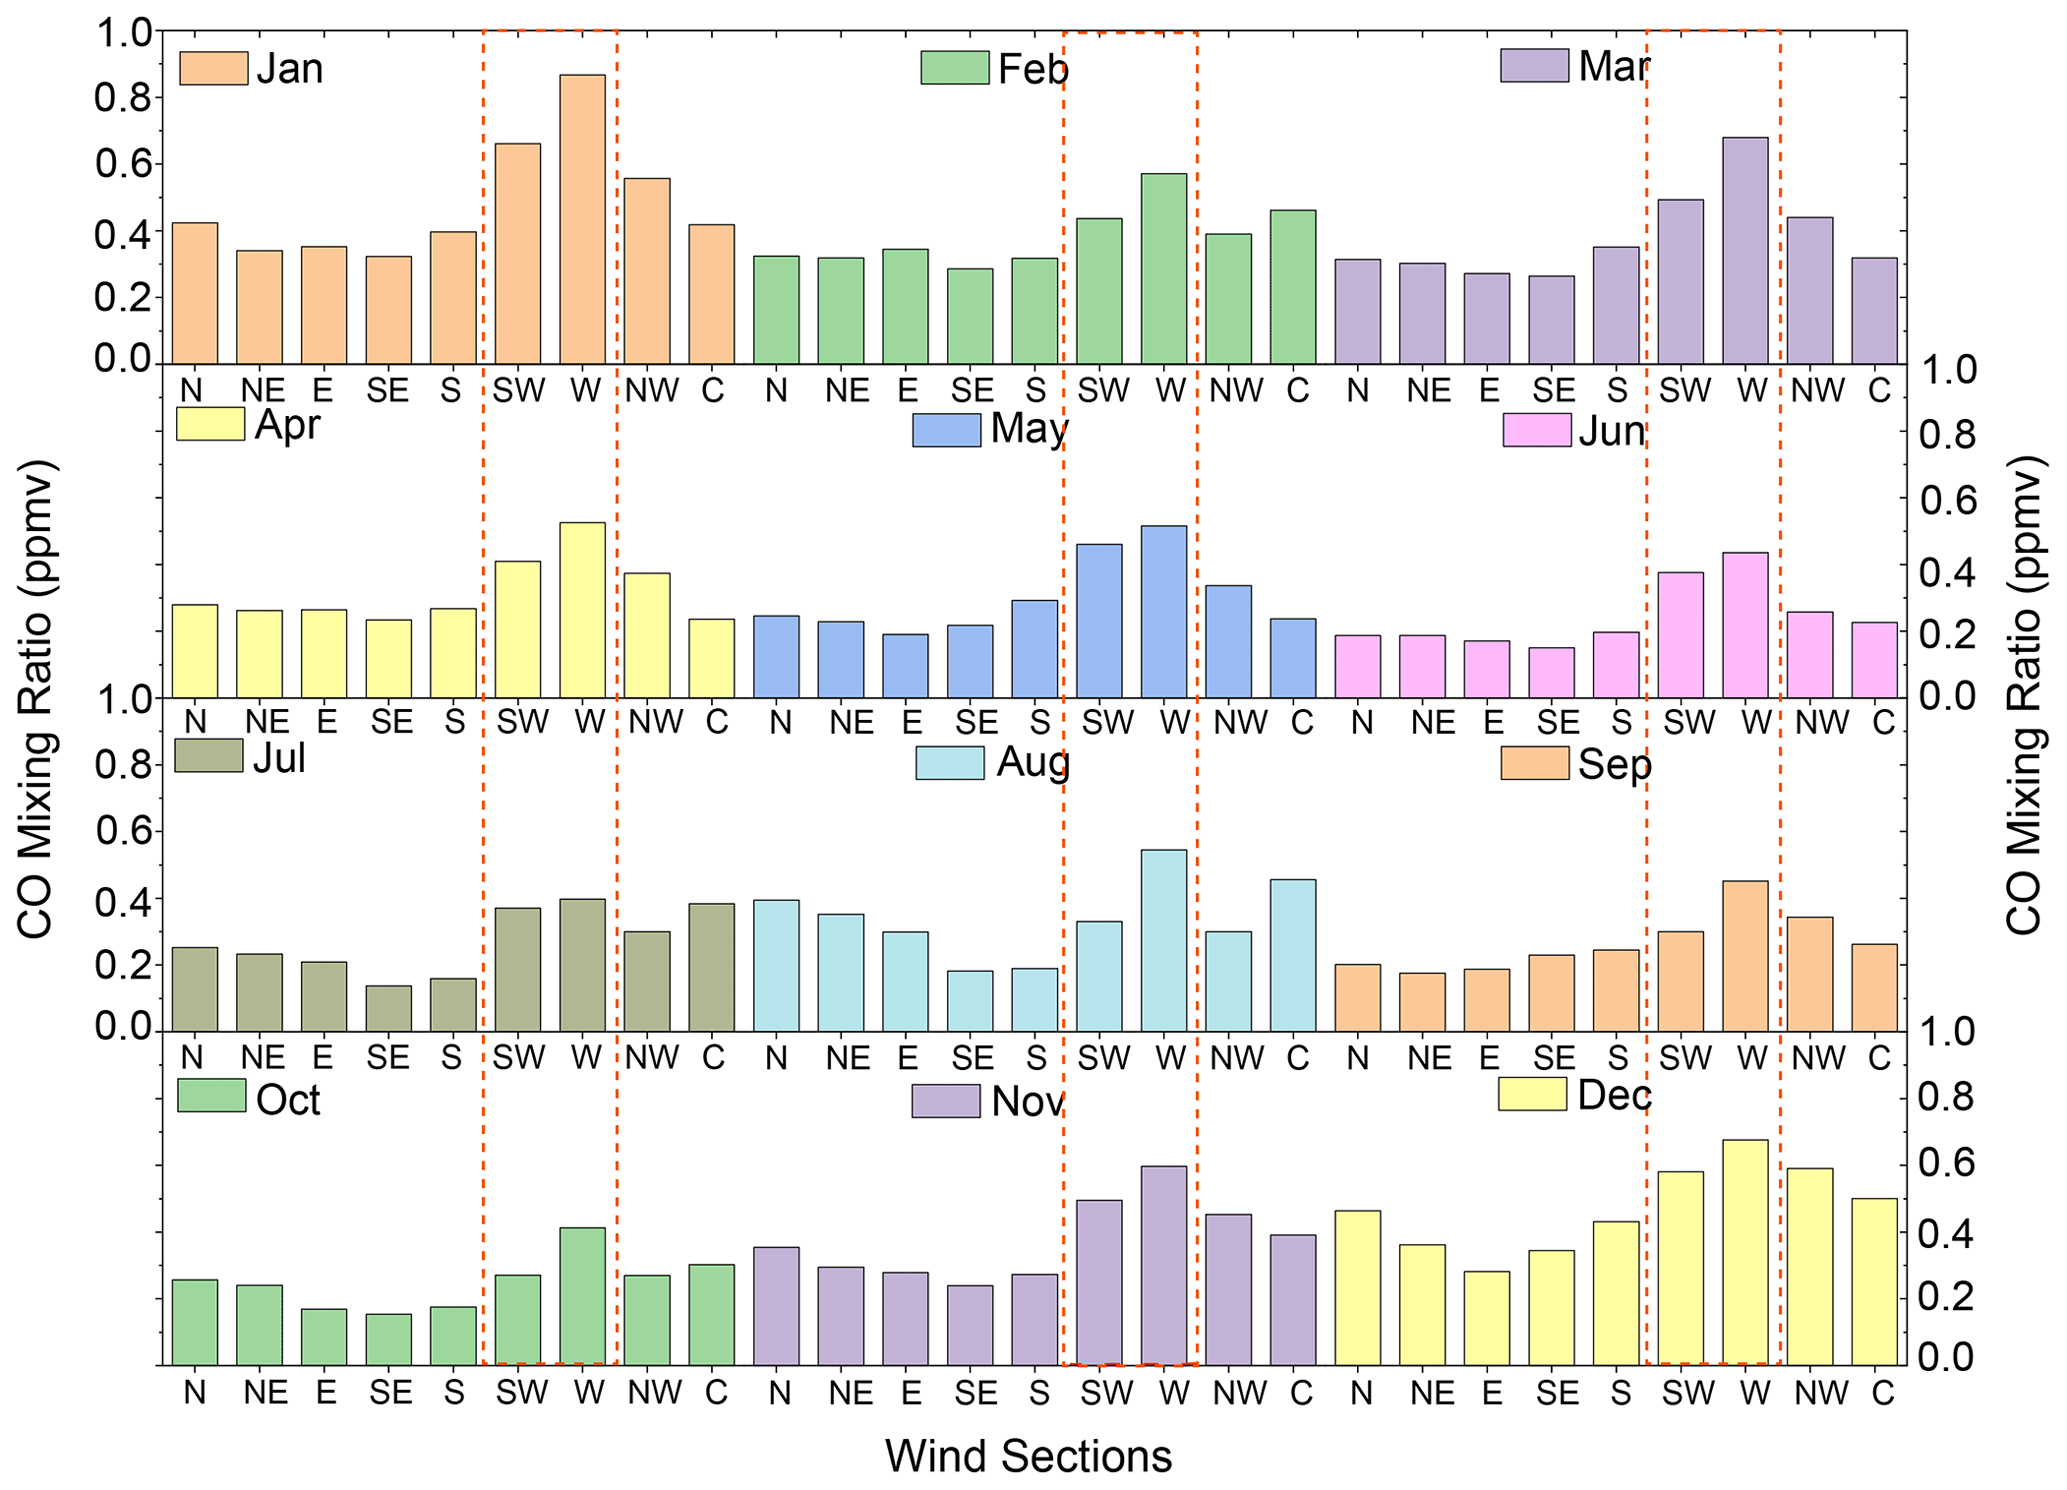 1.0
0.8
0.6
0.4
0.2
0.0
Jan
Feb
Mar
N NE E SE S SW W NW C N NE E SE S SW W NW C N NE E SE S SW W NW C
1.0
0.8
0.6
0.4
0.2
0.0
Apr
May
Jun
N NE E SE S SW W NW C N NE E SE S SW W NW C N NE E SE S SW W NW C
1.0
0.8
0.6
0.4
0.2
0.0
Jul
Aug
Sep
N NE E SE S SW W NW C N NE E SE S SW W NW C N NE E SE S SW W NW C
1.0
0.8
0.6
0.4
0.2
0.0
Oct
Nov
Dec
N NE E SE S SW W NW C N NE E SE S SW W NW C N NE E SE S SW W NW C
CO Mixing Ratio (ppmv)
CO Mixing Ratio (ppmv)
Wind Sections